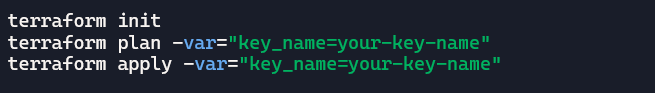 terraform init
terraform plan -var="key_name=your-key-name"
terraform apply -var="key_name=your-key-name"